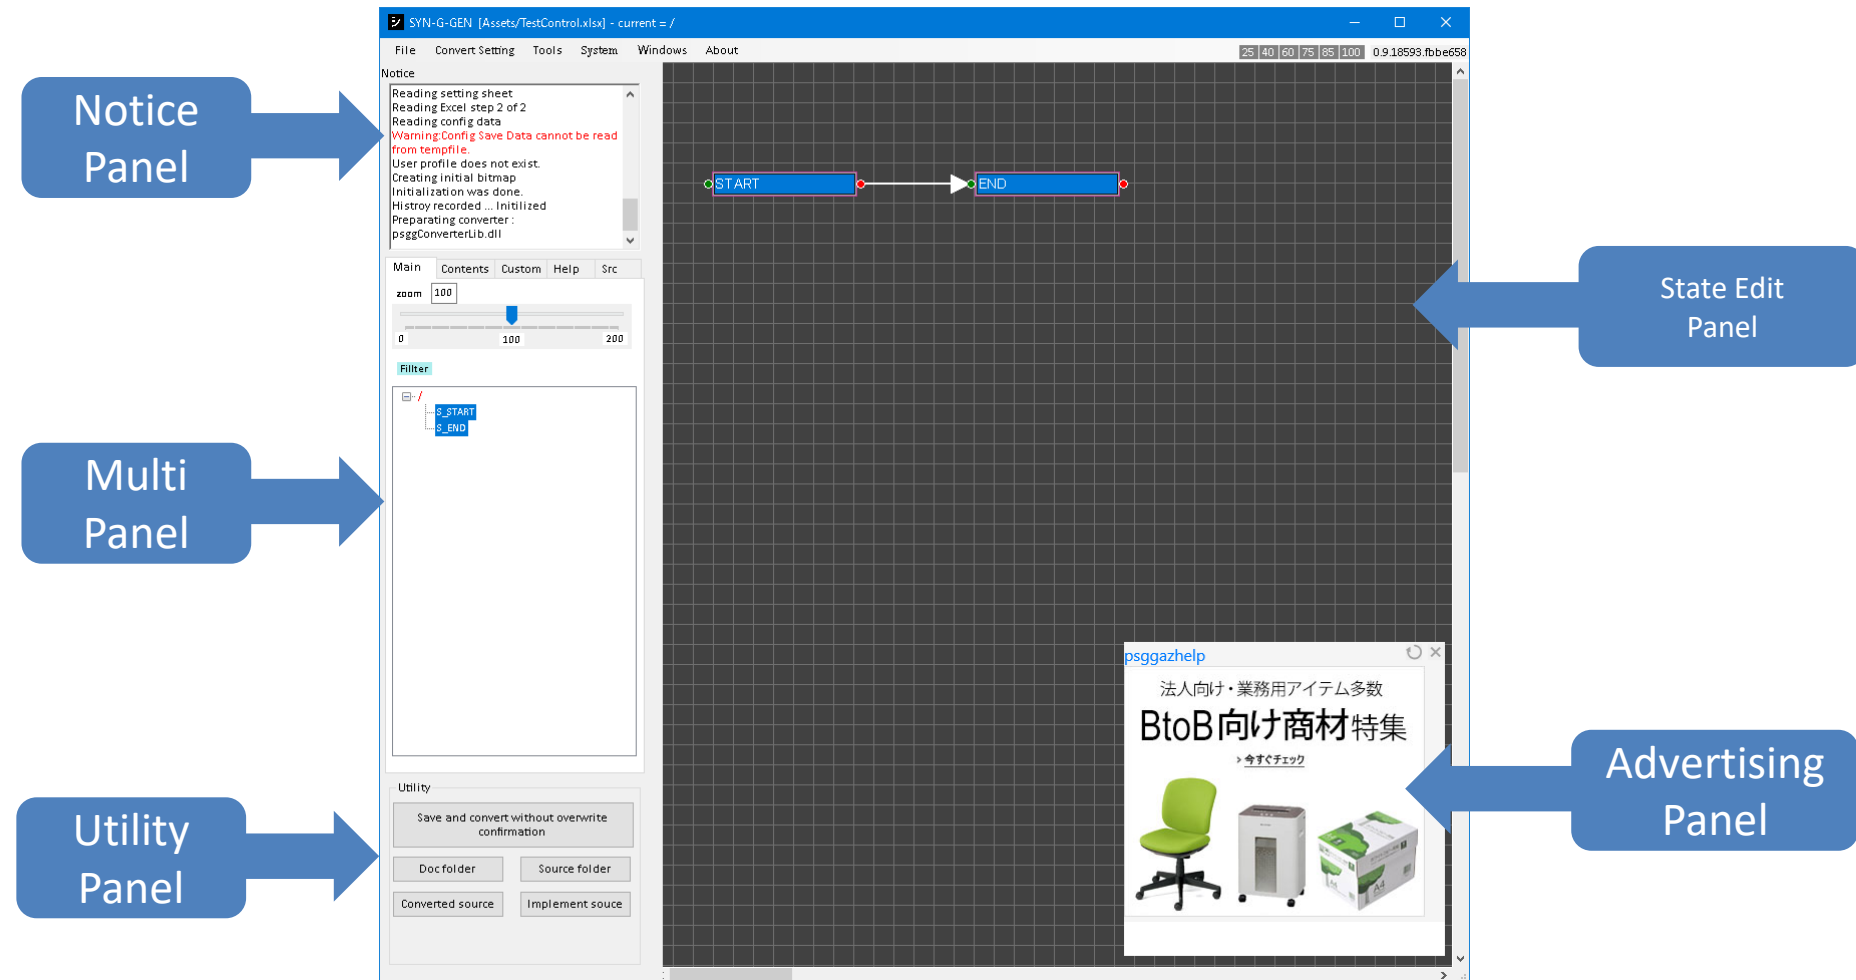 SYN-G-GEN [Assets/TestControl.xlsx] - current = /
File Convert Setting Tools System Windows About
25 40 60 75 85 100 0.9.18593.fbbe658
Notice
Reading setting sheet
Reading Excel step 2 of 2
Reading config data
Warning:Config Save Data cannot be read
from tempfile.
User profile does not exist.
Creating initial bitmap
Initialization was done.
Histroy recorded ... Initilized
Preparating converter :
psggConverterLib.dll
Notice
Panel
Main Contents Custom Help Src
zoom 100
0 100 200
Fillter
/
S_START
S_END
Multi
Panel
START
END
State Edit
Panel
Utility
Save and convert without overwrite
confirmation
Doc folder Source folder
Converted source Implement souce
Utility
Panel
psggazhelp
法人向け・業務用アイテム多数
BtoB向け商材特集
> 今すぐチェック
A4
Advertising
Panel